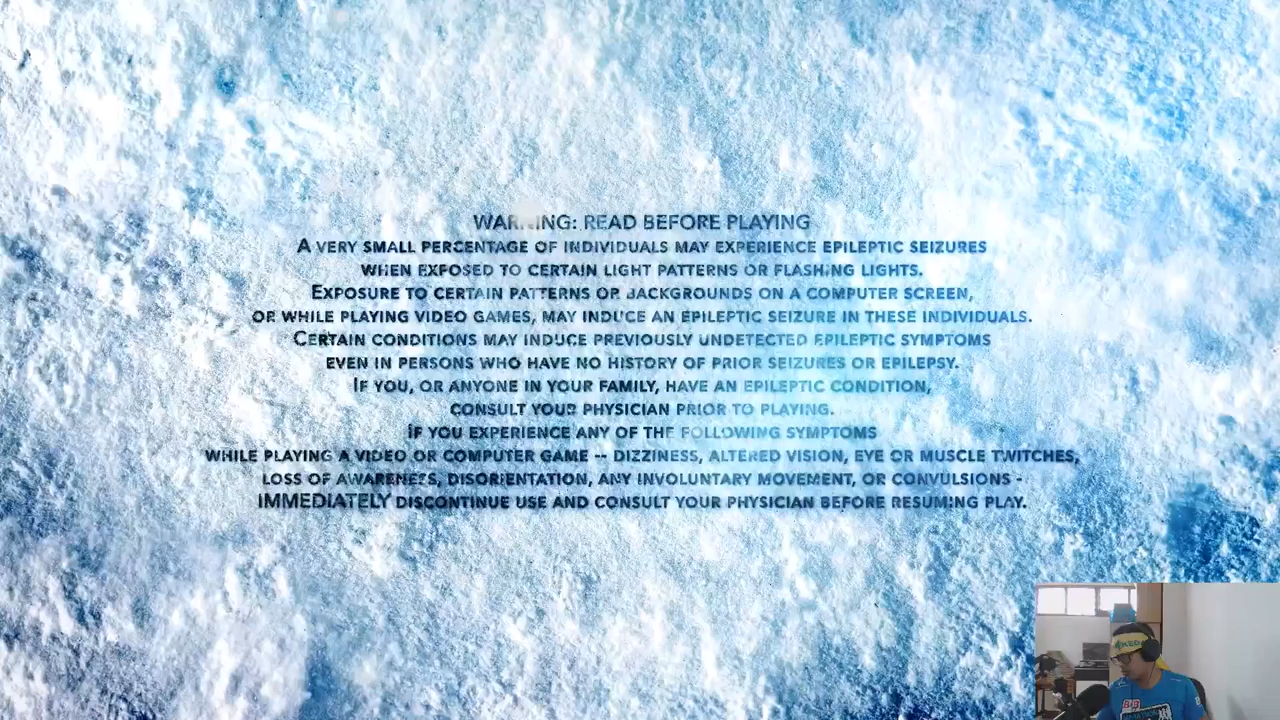 WARNING: READ BEFORE PLAYING
A VERY SMALL PERCENTAGE OF INDIVIDUALS MAY EXPERIENCE EPILEPTIC SEIZURES
WHEN EXPOSED TO CERTAIN LIGHT PATTERNS OR FLASHING LIGHTS.
EXPOSURE TO CERTAIN PATTERNS OR BACKGROUNDS ON A COMPUTER SCREEN,
OR WHILE PLAYING VIDEO GAMES, MAY INDUCE AN EPILEPTIC SEIZURE IN THESE INDIVIDUALS.
CERTAIN CONDITIONS MAY INDUCE PREVIOUSLY UNDETECTED EPILEPTIC SYMPTOMS
EVEN IN PERSONS WHO HAVE NO HISTORY OF PRIOR SEIZURES OR EPILEPSY.
IF YOU, OR ANYONE IN YOUR FAMILY, HAVE AN EPILEPTIC CONDITION,
CONSULT YOUR PHYSICIAN PRIOR TO PLAYING.
IF YOU EXPERIENCE ANY OF THE FOLLOWING SYMPTOMS
WHILE PLAYING A VIDEO OR COMPUTER GAME -- DIZZINESS, ALTERED VISION, EYE OR MUSCLE TWITCHES,
LOSS OF AWARENESS, DISORIENTATION, ANY INVOLUNTARY MOVEMENT, OR CONVULSIONS -
IMMEDIATELY DISCONTINUE USE AND CONSULT YOUR PHYSICIAN BEFORE RESUMING PLAY.